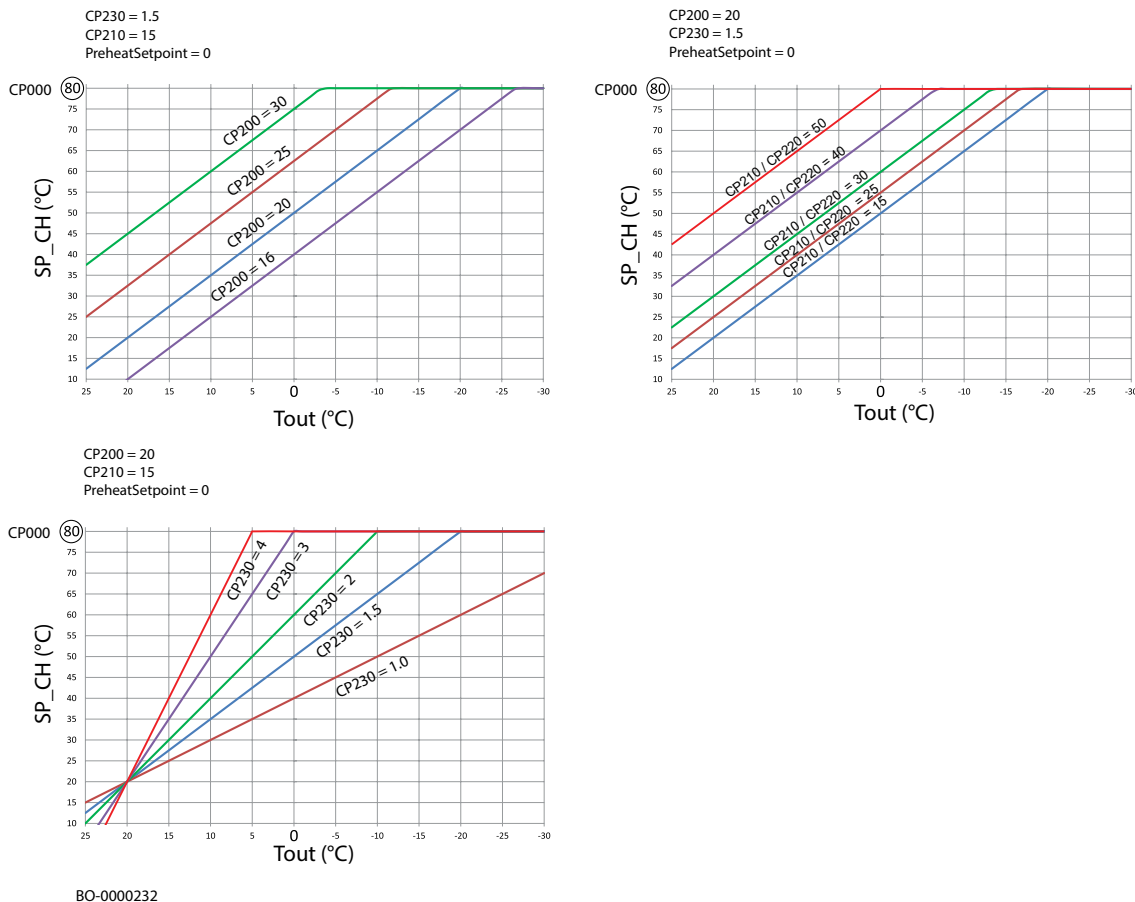 CP230 = 1.5
CP210 = 15
PreheatSetpoint = 0
CP000 80
75
70
65
60
55
50
45
40
35
30
25
20
15
10
SP_CH (°C)
CP200 = 30
CP200 = 25
CP200 = 20
CP200 = 16
25 20 15 10 5 0 -5 -10 -15 -20 -25 -30
Tout (°C)
CP200 = 20
CP230 = 1.5
PreheatSetpoint = 0
CP000 80
75
70
65
60
55
50
45
40
35
30
25
20
15
10
SP_CH (°C)
CP210 / CP220 = 50
CP210 / CP220 = 40
CP210 / CP220 = 30
CP210 / CP220 = 25
CP210 / CP220 = 15
25 20 15 10 5 0 -5 -10 -15 -20 -25 -30
Tout (°C)
CP200 = 20
CP210 = 15
PreheatSetpoint = 0
CP000 80
75
70
65
60
55
50
45
40
30
30
20
15
10
SP_CH (°C)
CP230 = 4
CP230 = 3
CP230 = 2
CP230 = 1.5
CP230 = 1.0
25 20 15 10 5 0 -5 -10 -15 -20 -25 -30
Tout (°C)
BO-0000232